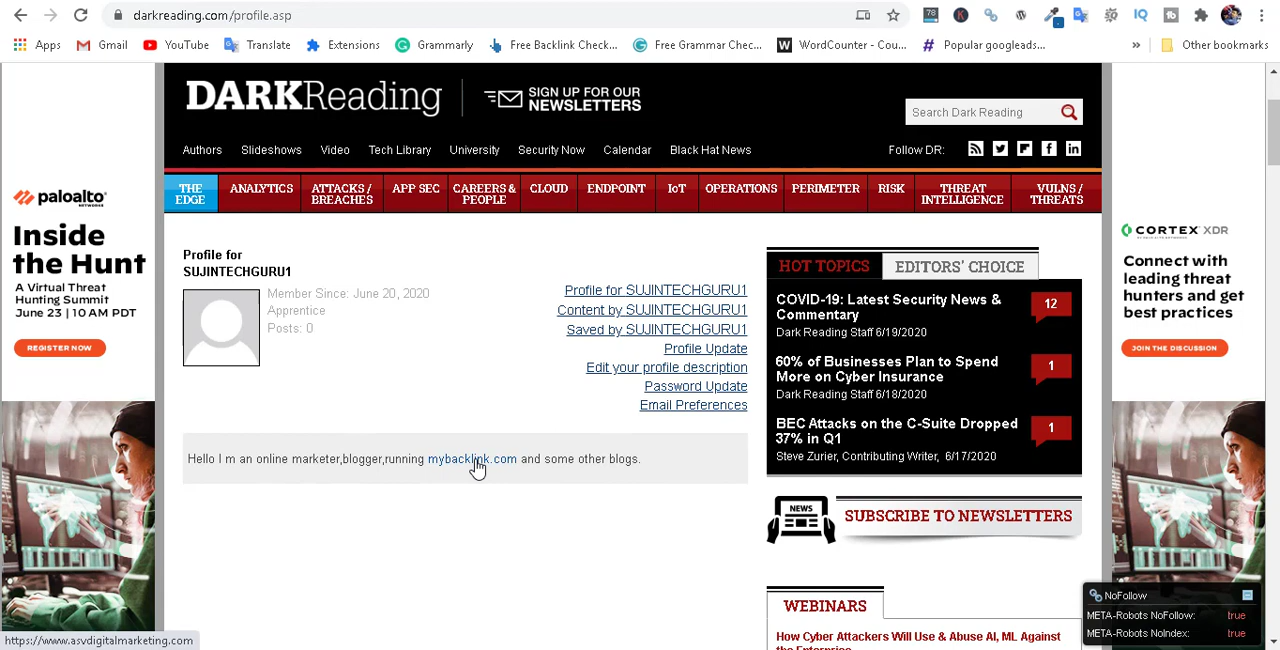 darkreading.com/profile.asp
Apps
Gmail
YouTube
Translate
Extensions
Grammarly
Free Backlink Check...
Free Grammar Chec...
WordCounter - Cou...
Popular googleads...
»
Other bookmarks
DARKReading
SIGN UP FOR OUR
NEWSLETTERS
Search Dark Reading
Authors
Slideshows
Video
Tech Library
University
Security Now
Calendar
Black Hat News
Follow DR:
THE
EDGE
ANALYTICS
ATTACKS /
BREACHES
APP SEC
CAREERS &
PEOPLE
CLOUD
ENDPOINT
IoT
OPERATIONS
PERIMETER
RISK
THREAT
INTELLIGENCE
VULNS /
THREATS
paloalto
NETWORKS
Inside
the Hunt
A Virtual Threat
Hunting Summit
June 23 | 10 AM PDT
REGISTER NOW
Profile for
SUJINTECHGURU1
Member Since: June 20, 2020
Apprentice
Posts: 0
Profile for SUJINTECHGURU1
Content by SUJINTECHGURU1
Saved by SUJINTECHGURU1
Profile Update
Edit your profile description
Password Update
Email Preferences
Hello I m an online marketer,blogger,running mybacklink.com and some other blogs.
HOT TOPICS
EDITORS' CHOICE
COVID-19: Latest Security News &
Commentary
12
Dark Reading Staff 6/19/2020
60% of Businesses Plan to Spend
More on Cyber Insurance
1
Dark Reading Staff 6/18/2020
BEC Attacks on the C-Suite Dropped
37% in Q1
1
Steve Zurier, Contributing Writer, 6/17/2020
NEWS
SUBSCRIBE TO NEWSLETTERS
WEBINARS
How Cyber Attackers Will Use & Abuse AI, ML Against
the Enterprise
CORTEX XDR
BY PALO ALTO NETWORKS
Connect with
leading threat
hunters and get
best practices
JOIN THE DISCUSSION
NoFollow
META-Robots NoFollow: true
META-Robots NoIndex: true
https://www.asvdigitalmarketing.com